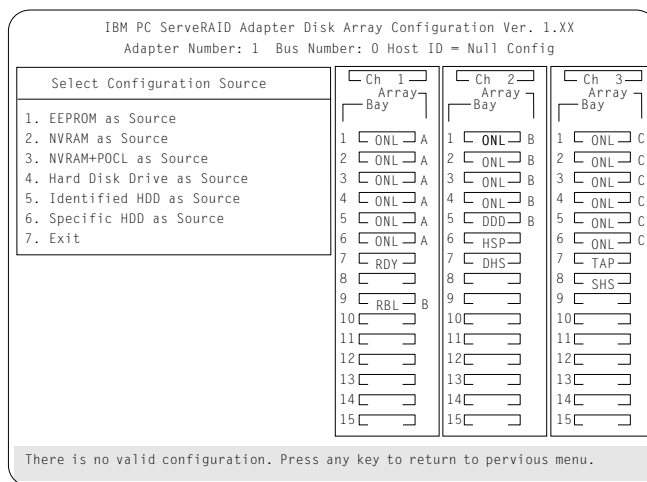 IBM PC ServeRAID Adapter Disk Array Configuration Ver. 1.XX
Adapter Number: 1 Bus Number: 0 Host ID = Null Config
Select Configuration Source
1. EEPROM as Source
2. NVRAM as Source
3. NVRAM+POCL as Source
4. Hard Disk Drive as Source
5. Identified HDD as Source
6. Specific HDD as Source
7. Exit
Ch 1
Array
Bay
1 ONL A
2 ONL A
3 ONL A
4 ONL A
5 ONL A
6 ONL A
7 RDY
8
9 RBL B
10
11
12
13
14
15
Ch 2
Array
Bay
1 ONL B
2 ONL B
3 ONL B
4 ONL B
5 DDD B
6 HSP
7 DHS
8
9
10
11
12
13
14
15
Ch 3
Array
Bay
1 ONL C
2 ONL C
3 ONL C
4 ONL C
5 ONL C
6 ONL C
7 TAP
8 SHS
9
10
11
12
13
14
15
There is no valid configuration. Press any key to return to pervious menu.